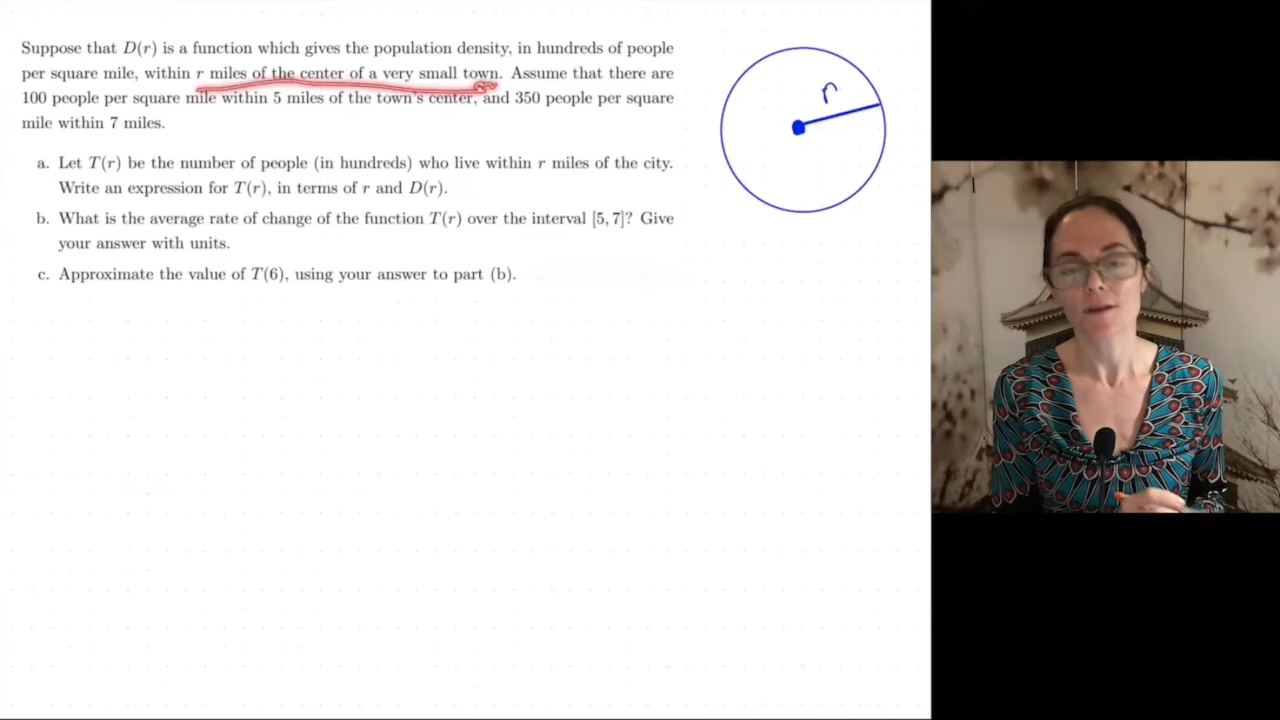 Suppose that D(r) is a function which gives the population density, in hundreds of people
per square mile, within r miles of the center of a very small town. Assume that there are
100 people per square mile within 5 miles of the town's center, and 350 people per square
mile within 7 miles.
a. Let T(r) be the number of people (in hundreds) who live within r miles of the city.
Write an expression for T(r), in terms of r and D(r).
b. What is the average rate of change of the function T(r) over the interval [5, 7]? Give
your answer with units.
c. Approximate the value of T(6), using your answer to part (b).
r